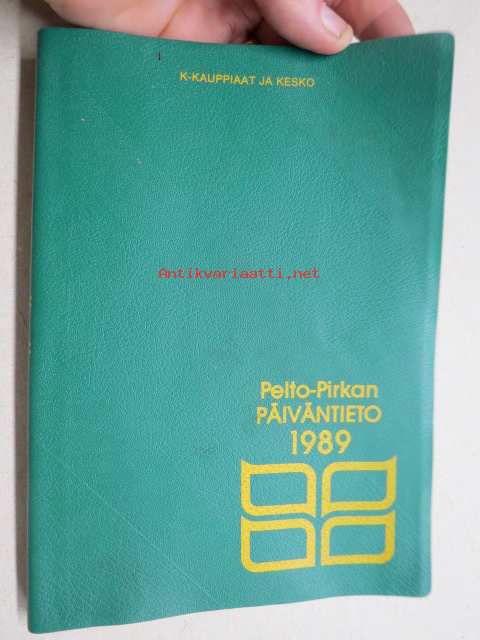 K-KAUPPIAAT JA KESKO
Antikvariaatti.net
Pelto-Pirkan
PÄIVÄNTIETO
1989